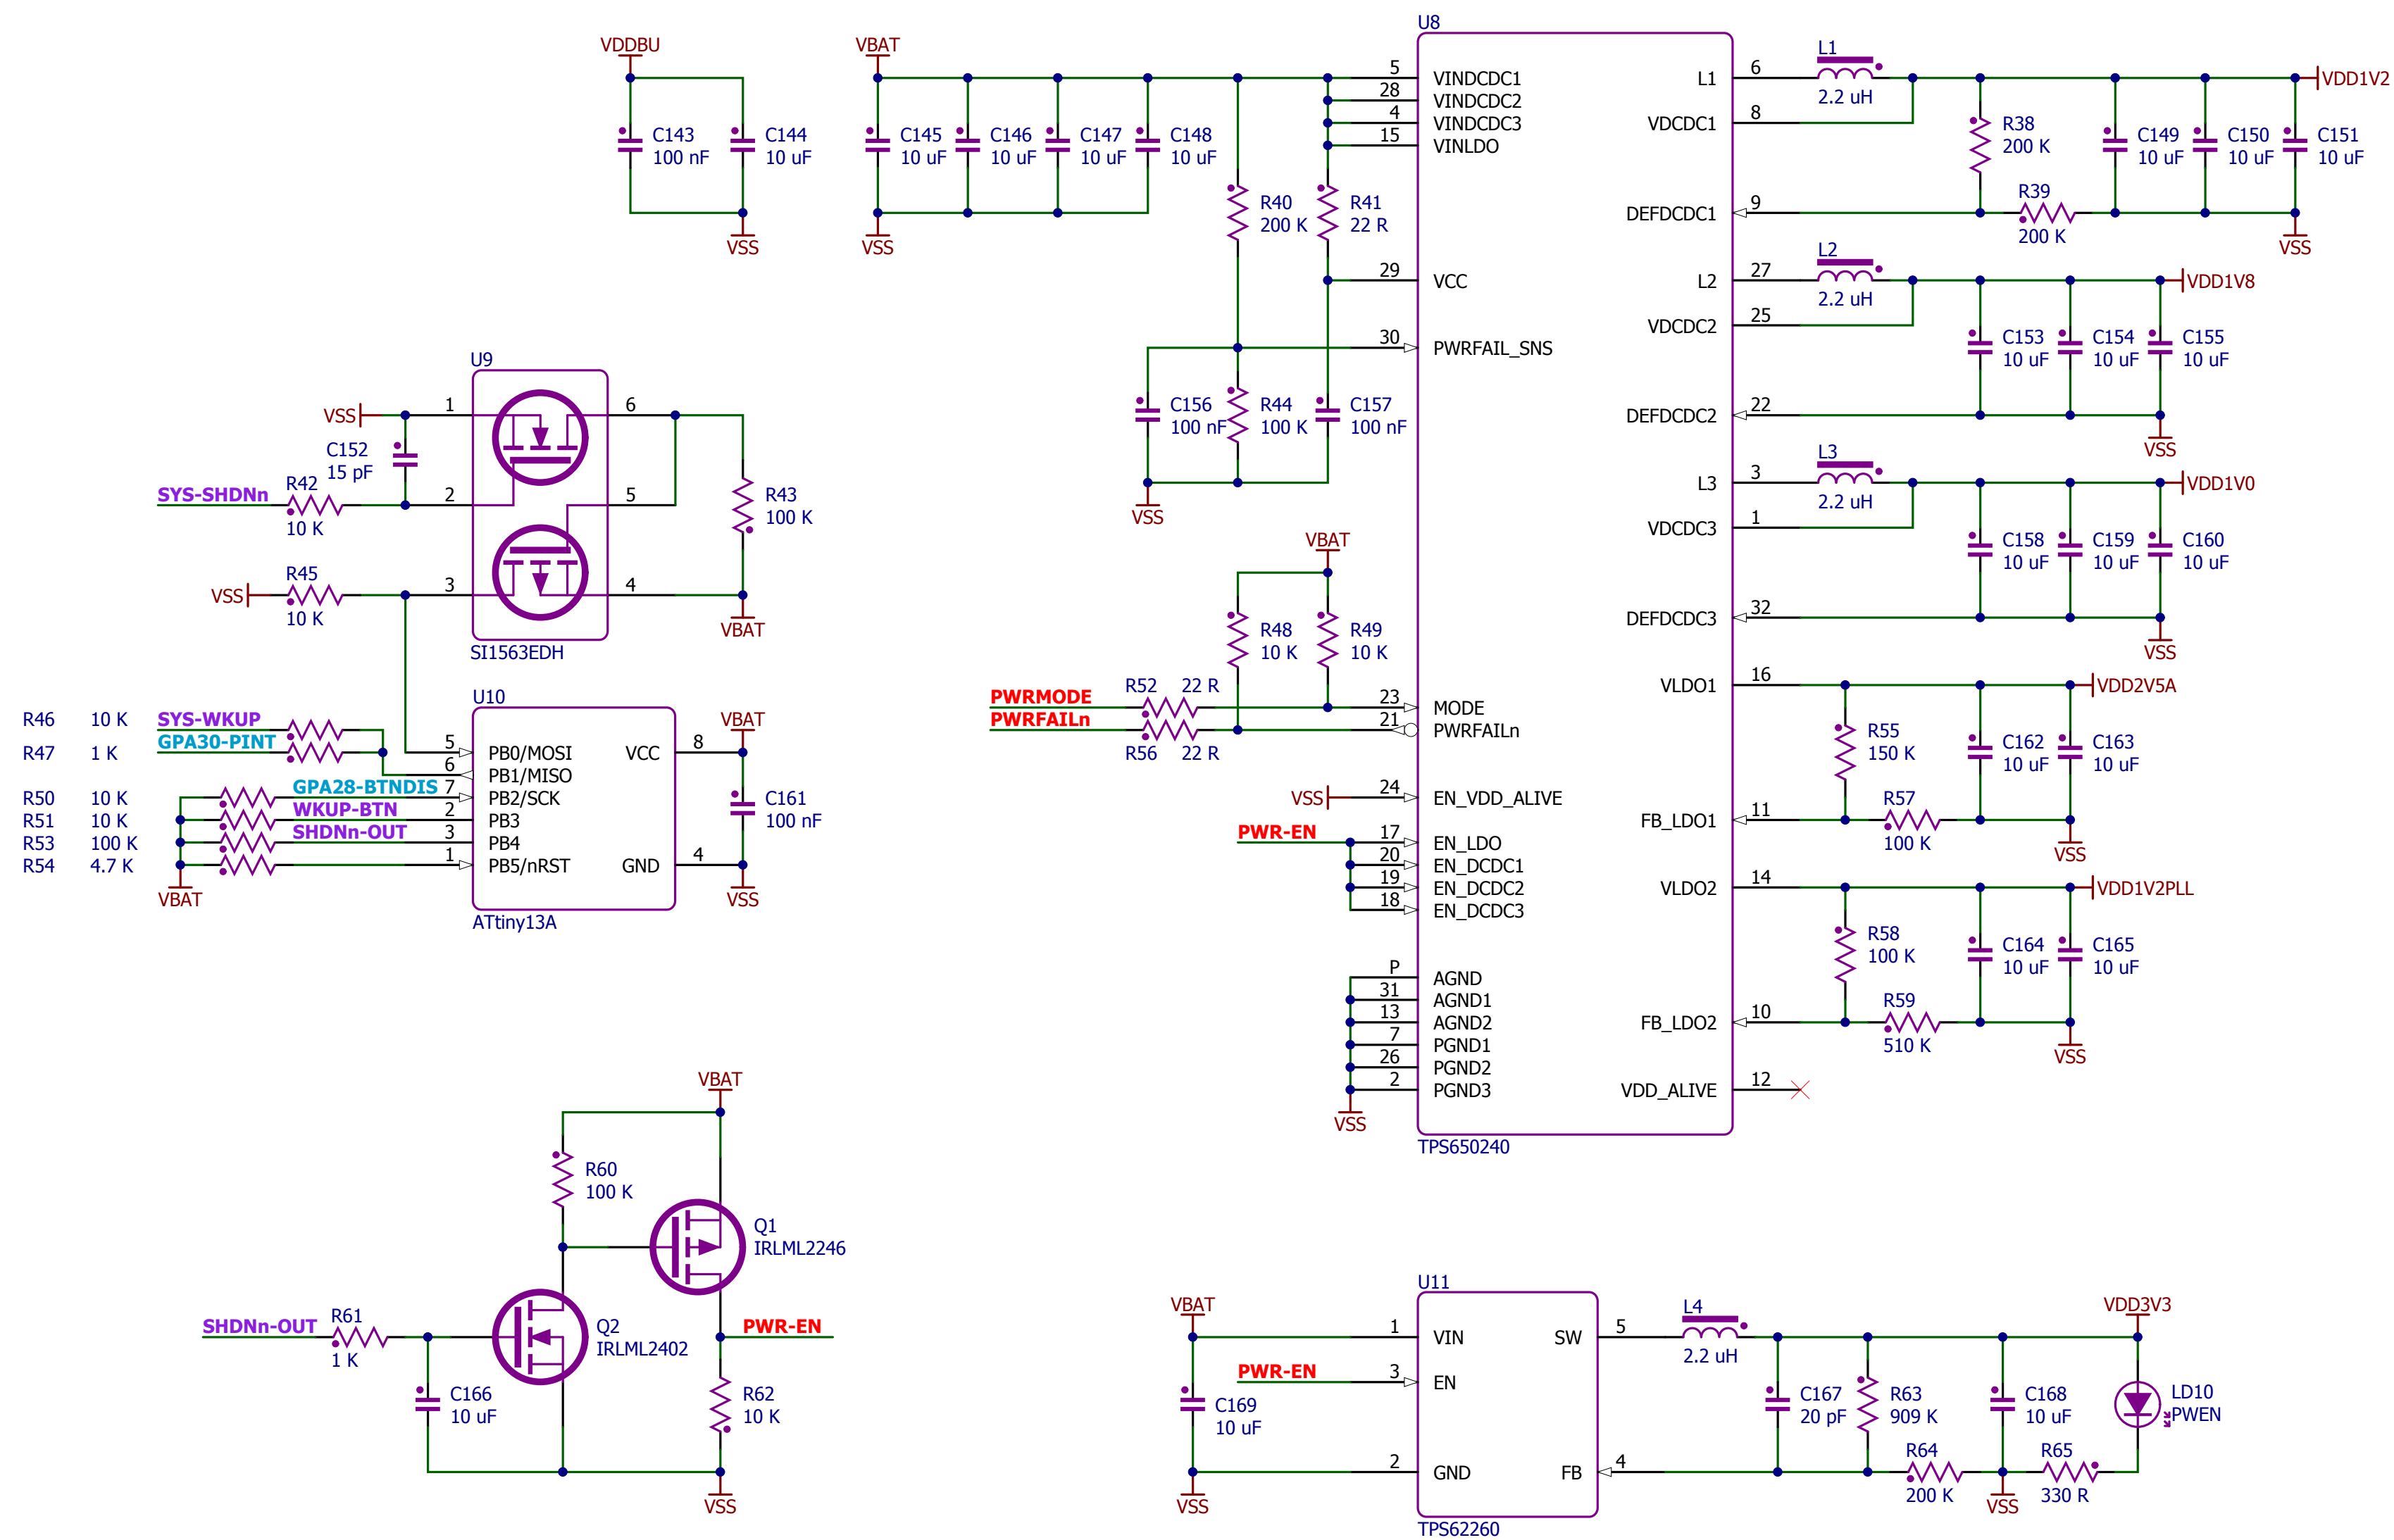 VDDBU
C143
100 nF
C144
10 uF
VSS
VBAT
C145
10 uF
C146
10 uF
C147
10 uF
C148
10 uF
VSS
R40
200 K
R41
22 R
C156
100 nF
R44
100 K
C157
100 nF
VSS
U8
5 VINDCDC1
28 VINDCDC2
4 VINDCDC3
15 VINLDO
29 VCC
30 PWRFAIL_SNS
VBAT
R48
10 K
R49
10 K
PWRMODE R52 22 R 23 MODE
PWRFAILn R56 22 R 21 PWRFAILn
VSS 24 EN_VDD_ALIVE
PWR-EN 17 EN_LDO
20 EN_DCDC1
19 EN_DCDC2
18 EN_DCDC3
P AGND
31 AGND1
13 AGND2
7 PGND1
26 PGND2
2 PGND3
VSS
TPS650240
L1 6
VDCDC1 8
DEFDCDC1 9
L2 27
VDCDC2 25
DEFDCDC2 22
L3 3
VDCDC3 1
DEFDCDC3 32
VLDO1 16
FB_LDO1 11
VLDO2 14
FB_LDO2 10
VDD_ALIVE 12
L1
2.2 uH
VDD1V2
R38
200 K
R39
200 K
C149
10 uF
C150
10 uF
C151
10 uF
VSS
L2
2.2 uH
VDD1V8
C153
10 uF
C154
10 uF
C155
10 uF
VSS
L3
2.2 uH
VDD1V0
C158
10 uF
C159
10 uF
C160
10 uF
VSS
VDD2V5A
R55
150 K
R57
100 K
C162
10 uF
C163
10 uF
VSS
VDD1V2PLL
R58
100 K
R59
510 K
C164
10 uF
C165
10 uF
VSS
U9
VSS 1 6
C152
15 pF
SYS-SHDNn R42 2 5
10 K
R43
100 K
VSS R45 3 4
10 K
VBAT
SI1563EDH
U10
R46 10 K SYS-WKUP
R47 1 K GPA30-PINT
5 PB0/MOSI
6 PB1/MISO
R50 10 K GPA28-BTNDIS 7 PB2/SCK
R51 10 K WKUP-BTN 2 PB3
R53 100 K SHDNn-OUT 3 PB4
R54 4.7 K 1 PB5/nRST
VBAT
VCC 8
GND 4
VBAT
C161
100 nF
VSS
ATtiny13A
VBAT
R60
100 K
Q1
IRLML2246
SHDNn-OUT R61
1 K
Q2
IRLML2402
PWR-EN
C166
10 uF
R62
10 K
VSS
U11
VBAT
1 VIN
PWR-EN 3 EN
2 GND
C169
10 uF
VSS
SW 5
FB 4
TPS62260
L4
2.2 uH
VDD3V3
C167
20 pF
R63
909 K
C168
10 uF
LD10
PWEN
R64
200 K
R65
330 R
VSS